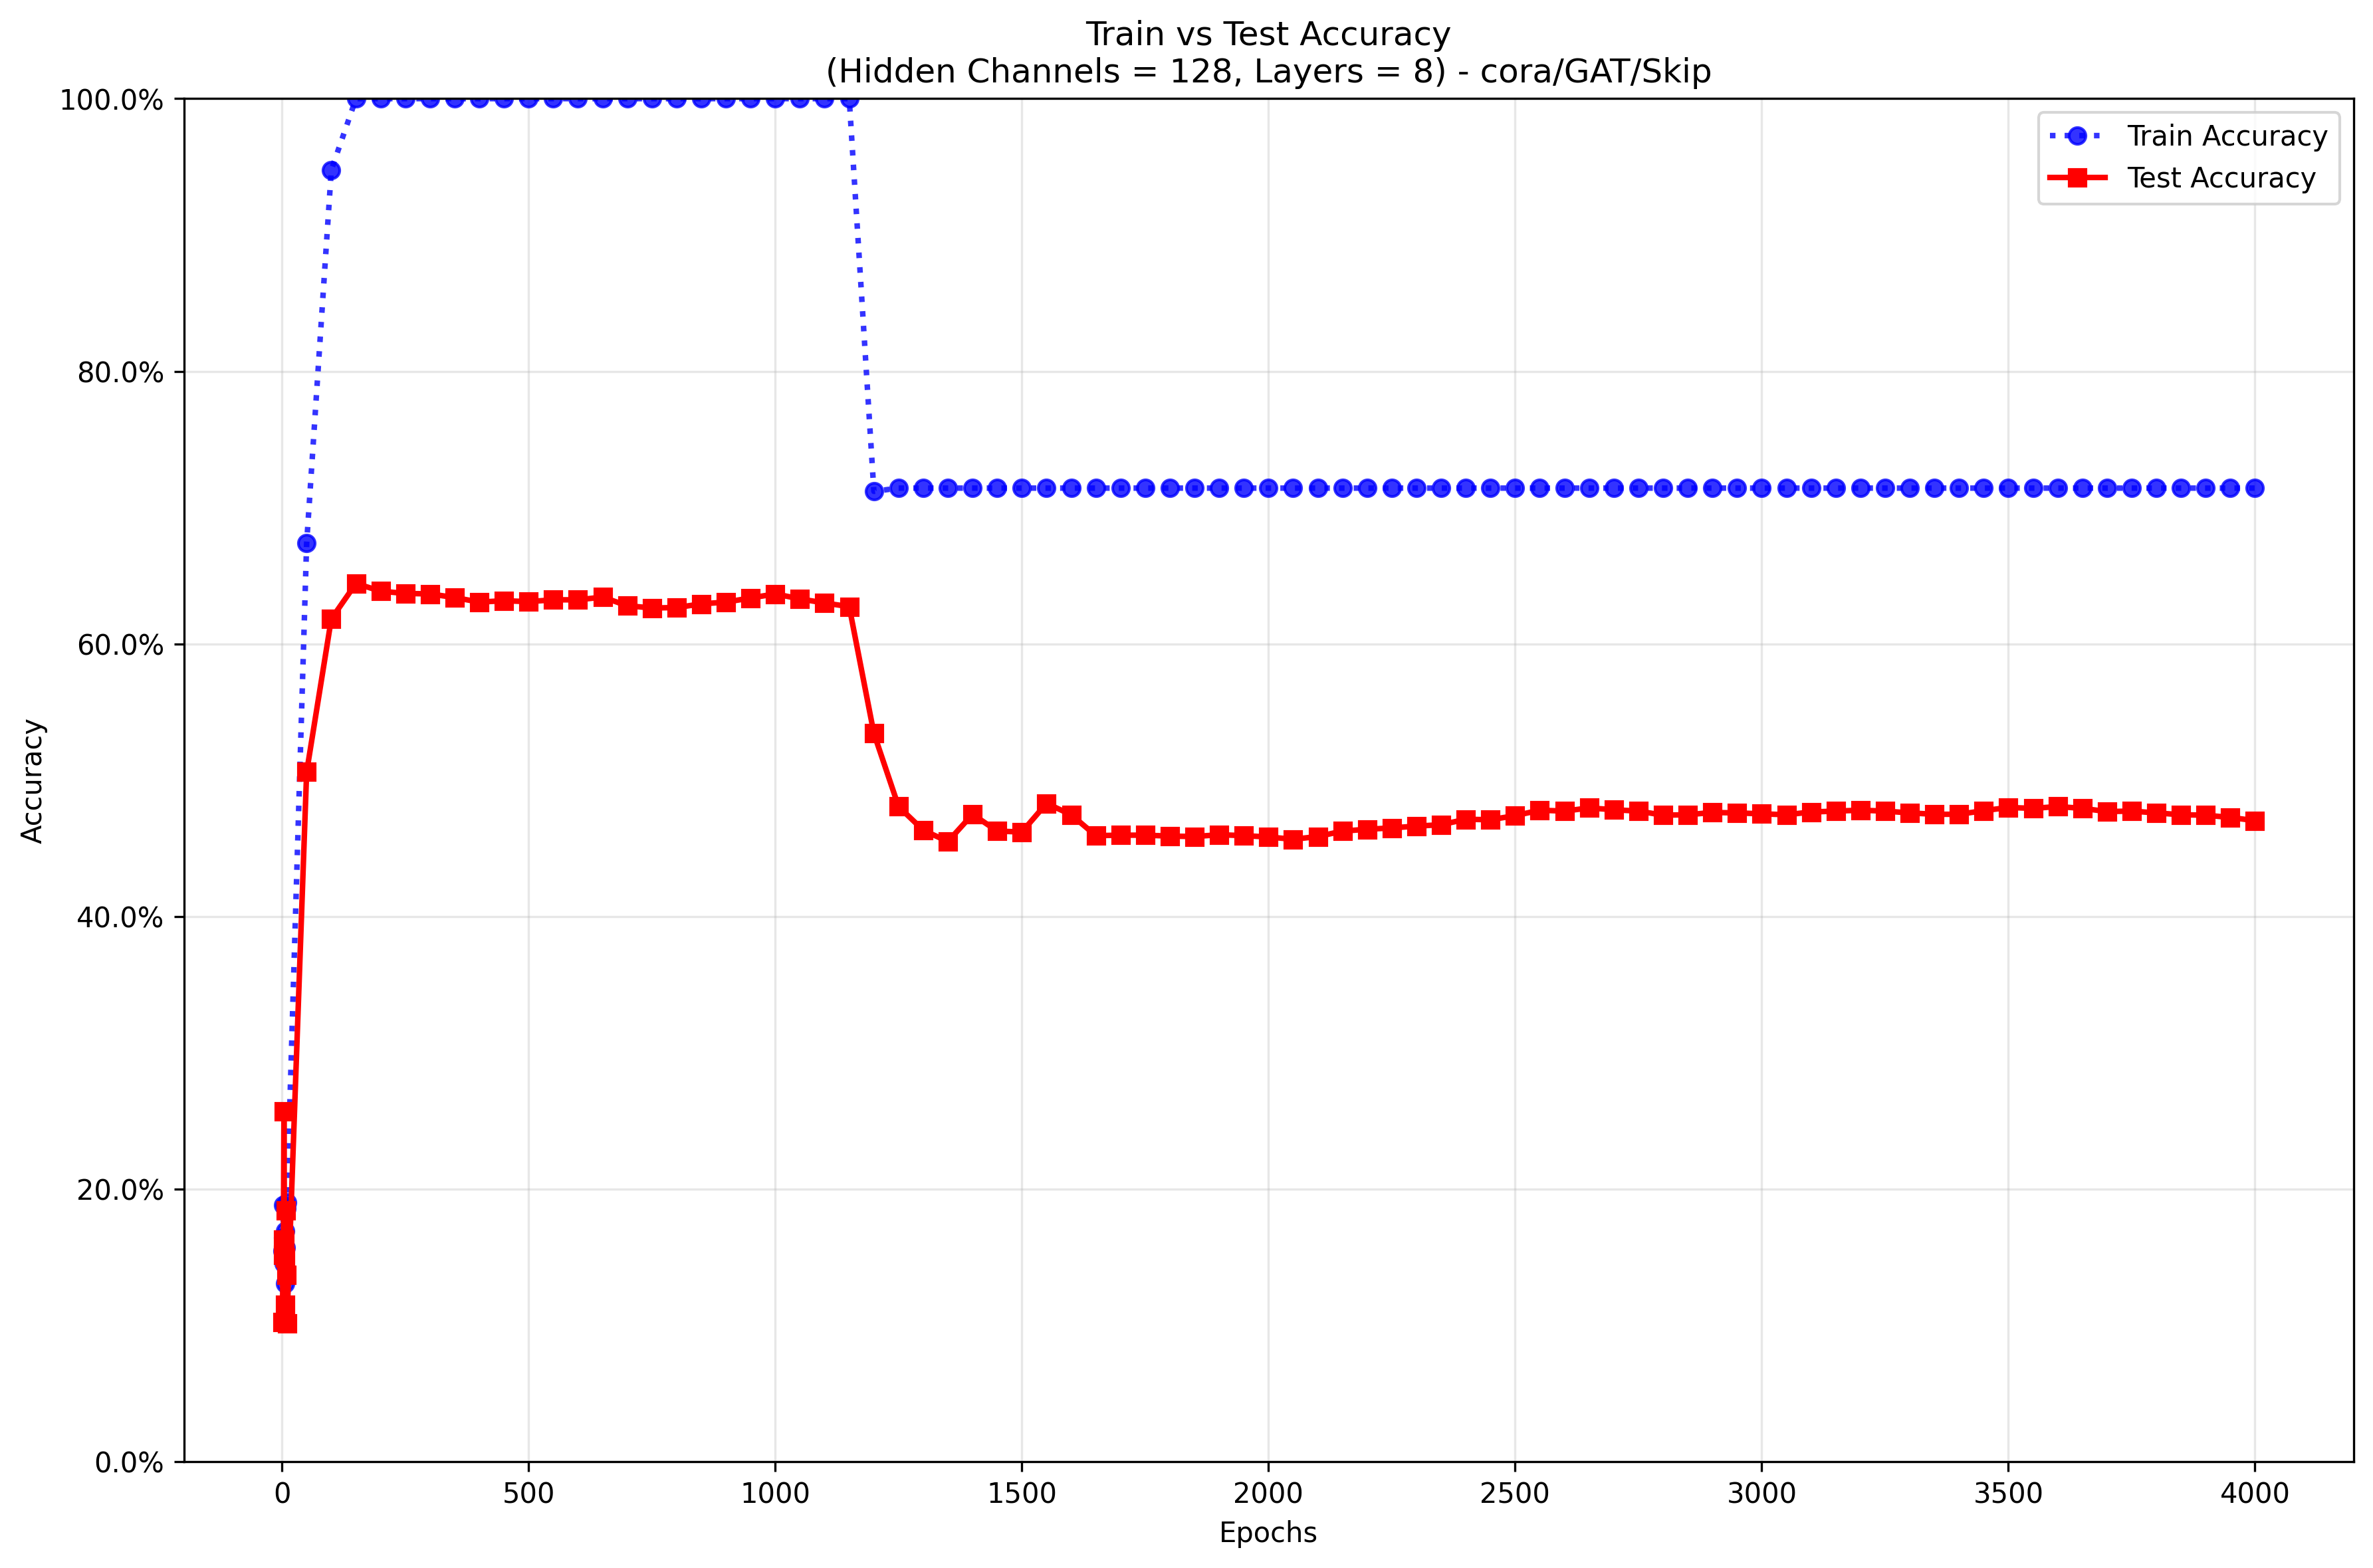 Train vs Test Accuracy
(Hidden Channels = 128, Layers = 8) - cora/GAT/Skip
100.0%
80.0%
60.0%
40.0%
20.0%
0.0%
Accuracy
Train Accuracy
Test Accuracy
0 500 1000 1500 2000 2500 3000 3500 4000
Epochs